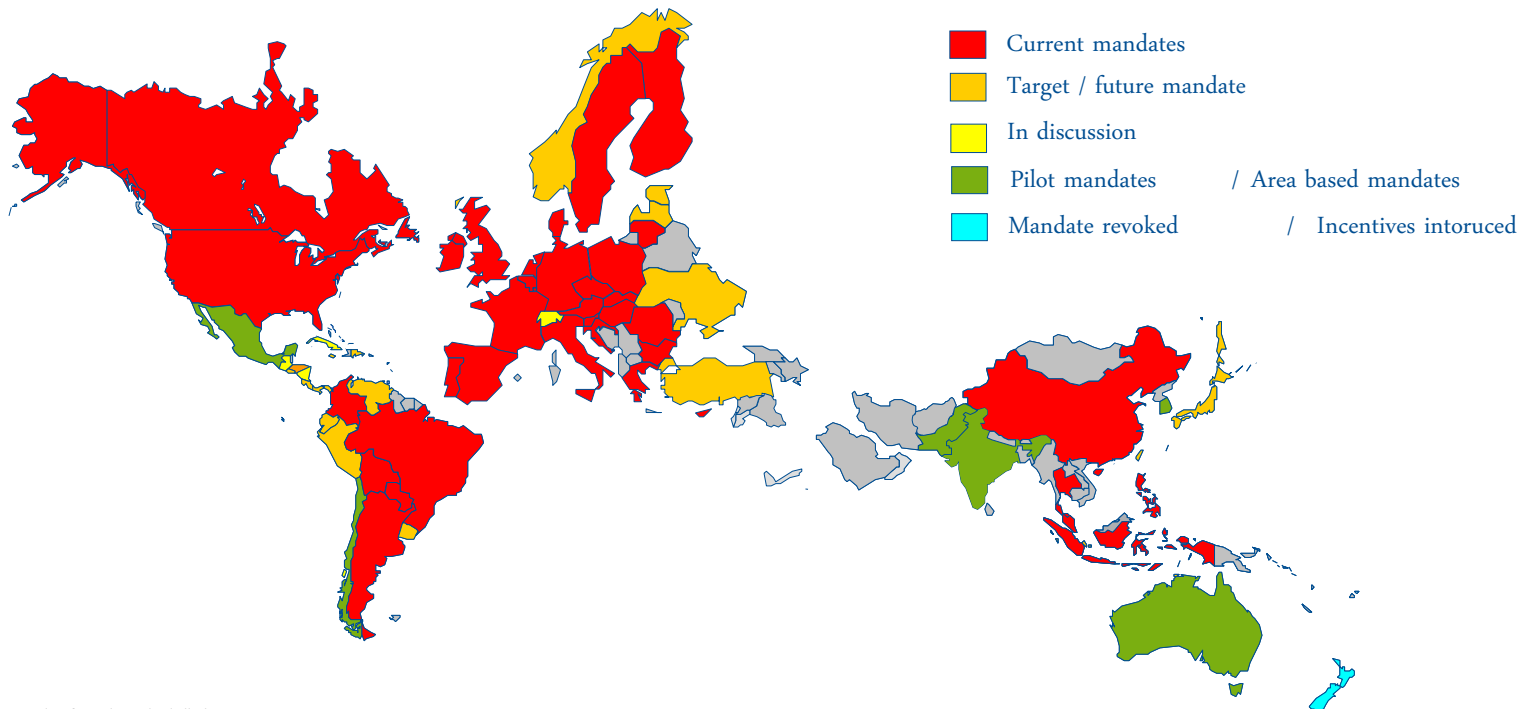 Current mandates
Target / future mandate
In discussion
Pilot mandates / Area based mandates
Mandate revoked / Incentives intoruced